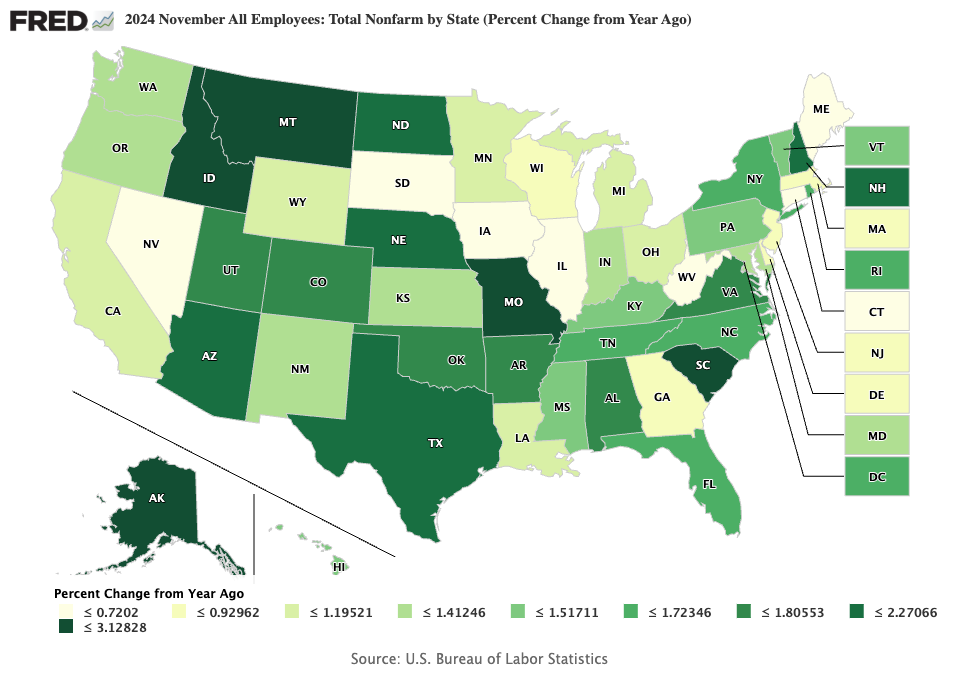 FRED 2024 November All Employees: Total Nonfarm by State (Percent Change from Year Ago)
WA
MT
ND
ME
OR
MN
VT
ID
WI
NY
SD
NH
WY
MI
MA
PA
IA
NE
NV
OH
IN
IL
RI
UT
WV
CO
VA
KS
MO
KY
CT
CA
NC
TN
OK
NJ
AZ
NM
AR
SC
DE
MS
AL
GA
TX
LA
MD
DC
FL
AK
HI
Percent Change from Year Ago
≤ 0.7202 ≤ 0.92962 ≤ 1.19521 ≤ 1.41246 ≤ 1.51711 ≤ 1.72346 ≤ 1.80553 ≤ 2.27066
≤ 3.12828
Source: U.S. Bureau of Labor Statistics